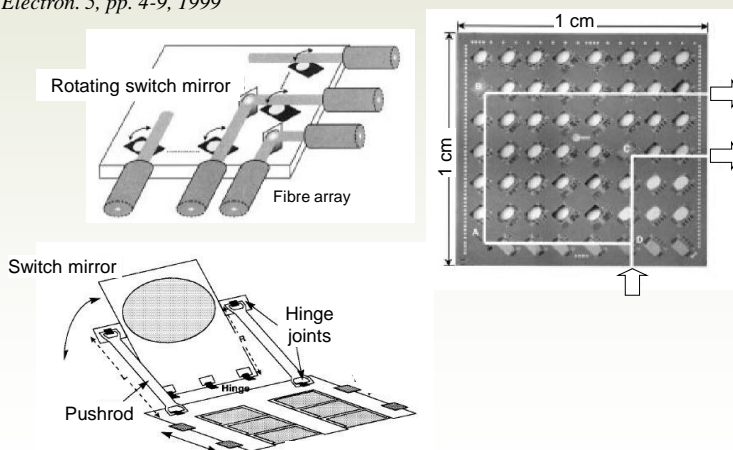 Electron. 5, pp. 4-9, 1999
Rotating switch mirror
Fibre array
1 cm
1 cm
B
C
A
D
Switch mirror
Hinge
joints
R
L
Hinge
Pushrod